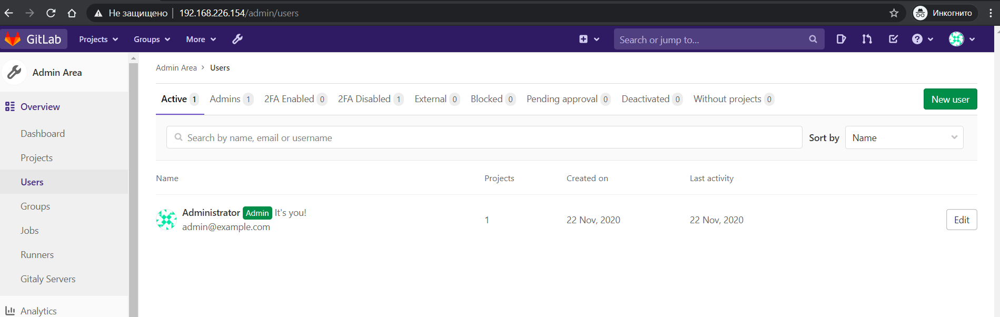 Не защищено 192.168.226.154/admin/users Инкогнито
GitLab Projects Groups More Search or jump to...
Admin Area
Overview
Dashboard
Projects
Users
Groups
Jobs
Runners
Gitaly Servers
Analytics
Admin Area > Users
Active 1 Admins 1 2FA Enabled 0 2FA Disabled 1 External 0 Blocked 0 Pending approval 0 Deactivated 0 Without projects 0 New user
Search by name, email or username Sort by Name
Name Projects Created on Last activity
Administrator Admin It's you!
admin@example.com
1 22 Nov, 2020 22 Nov, 2020 Edit